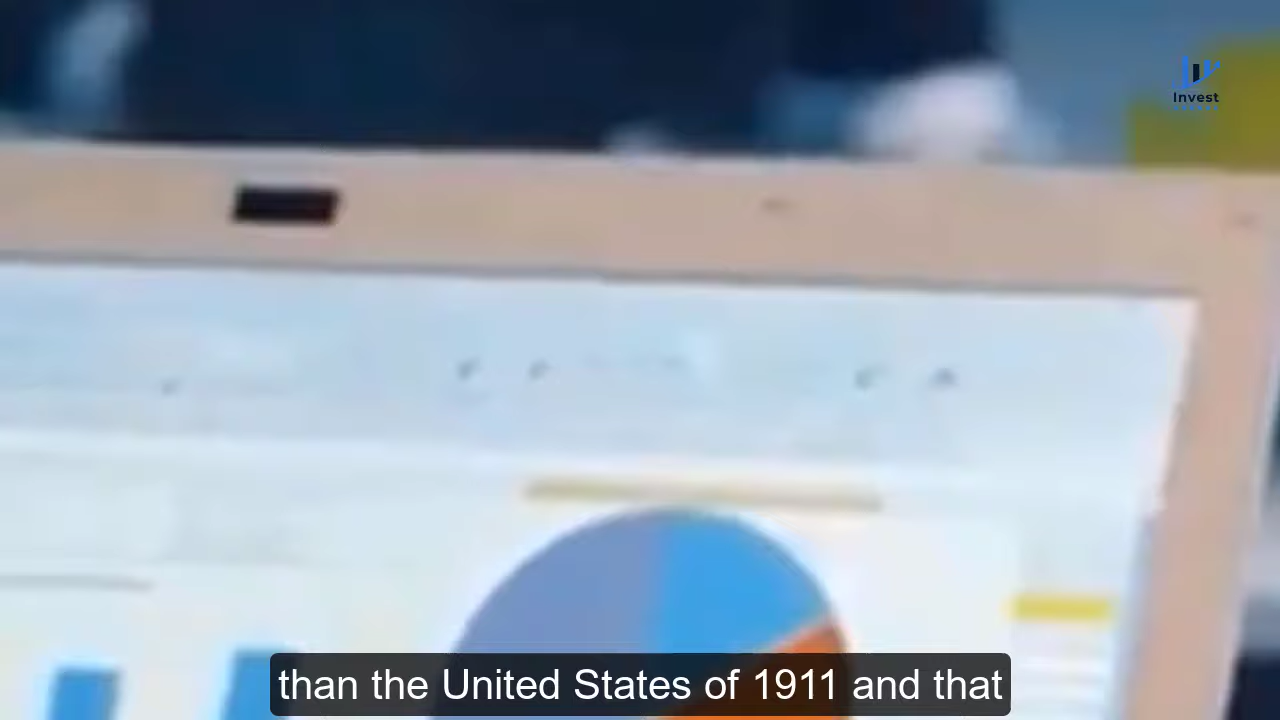 Invest
than the United States of 1911 and that